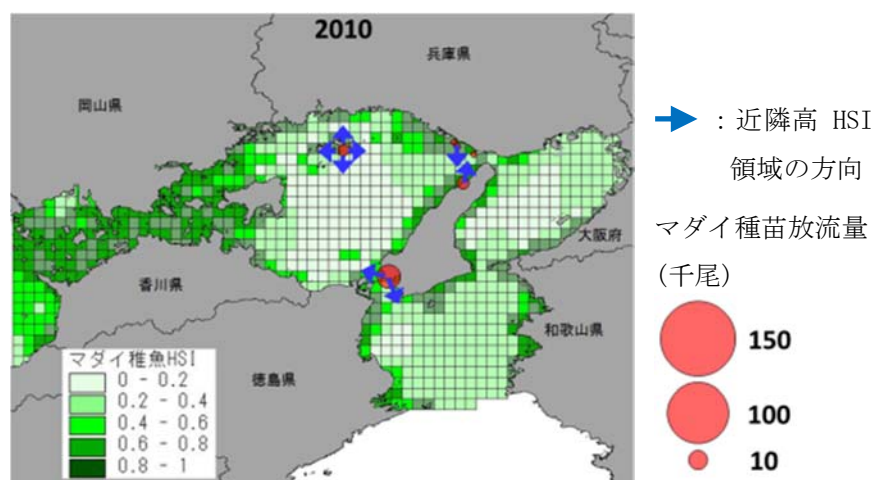 2010
兵庫県
岡山県
大阪府
香川県
和歌山県
徳島県
マダイ稚魚HSI
0 - 0.2
0.2 - 0.4
0.4 - 0.6
0.6 - 0.8
0.8 - 1
：近隣高 HSI
領域の方向
マダイ種苗放流量
(千尾)
150
100
10